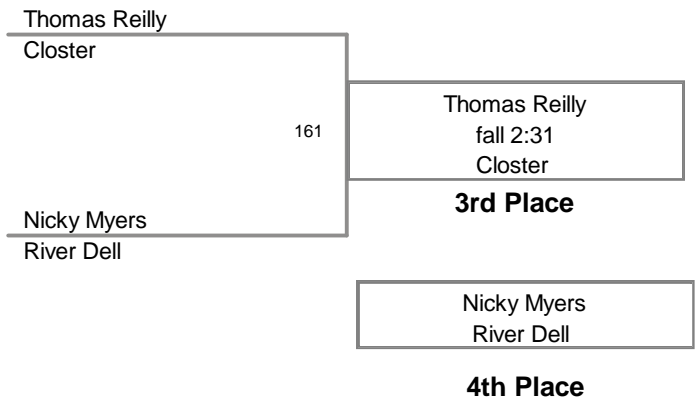 Thomas Reilly
Closter
161
Thomas Reilly
fall 2:31
Closter
3rd Place
Nicky Myers
River Dell
Nicky Myers
River Dell
4th Place